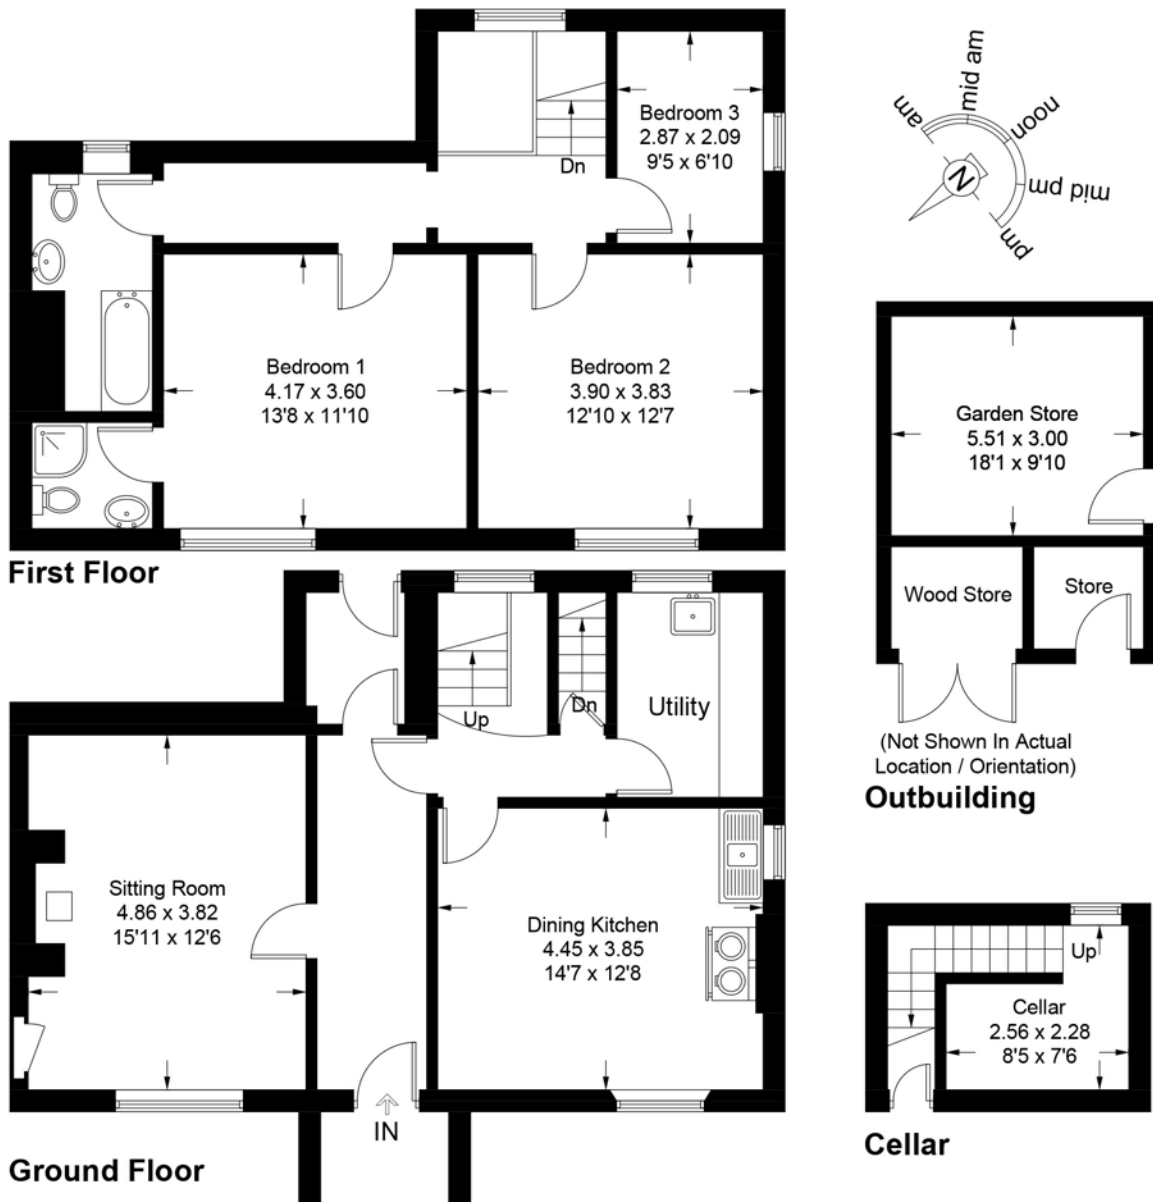 Bedroom 3
2.87 x 2.09
9'5 x 6'10
Dn
Bedroom 1
4.17 x 3.60
13'8 x 11'10
Bedroom 2
3.90 x 3.83
12'10 x 12'7
First Floor
am
mid am
noon
mid pm
pm
N
Garden Store
5.51 x 3.00
18'1 x 9'10
Wood Store
Store
(Not Shown In Actual
Location / Orientation)
Outbuilding
Up
Dn
Utility
Sitting Room
4.86 x 3.82
15'11 x 12'6
Dining Kitchen
4.45 x 3.85
14'7 x 12'8
IN
Ground Floor
Up
Cellar
2.56 x 2.28
8'5 x 7'6
Cellar